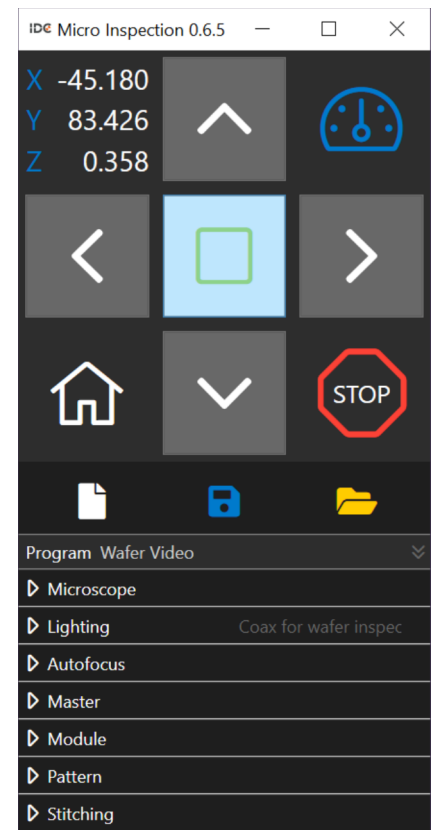 IDC Micro Inspection 0.6.5
X -45.180
Y 83.426
Z 0.358
STOP
Program Wafer Video
Microscope
Lighting Coax for wafer inspec
Autofocus
Master
Module
Pattern
Stitching